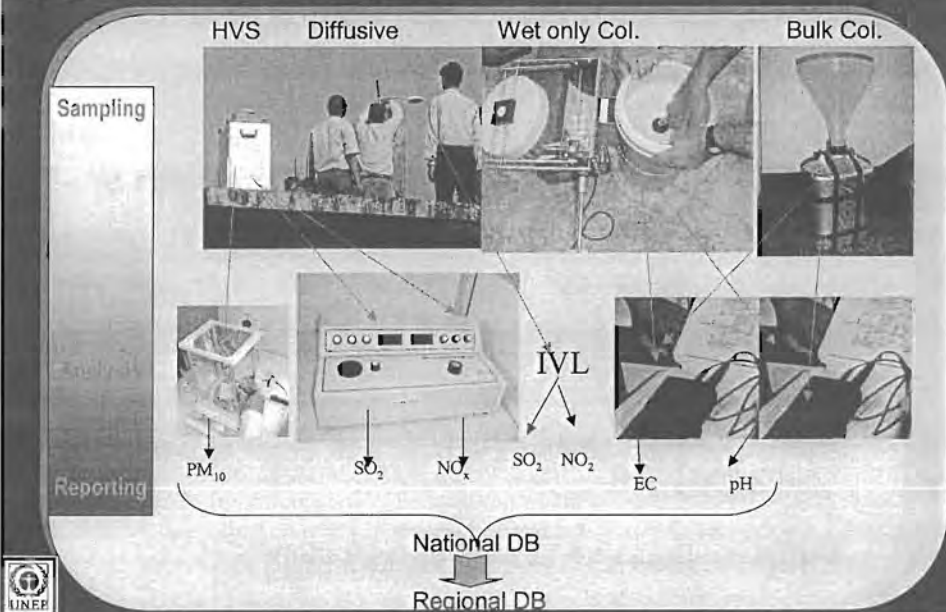 HVS Diffusive Wet only Col. Bulk Col.
Sampling
Analysis
IVL
PM10 SO2 NOx SO2 NO2 EC pH
Reporting
National DB
Regional DB
UNEP